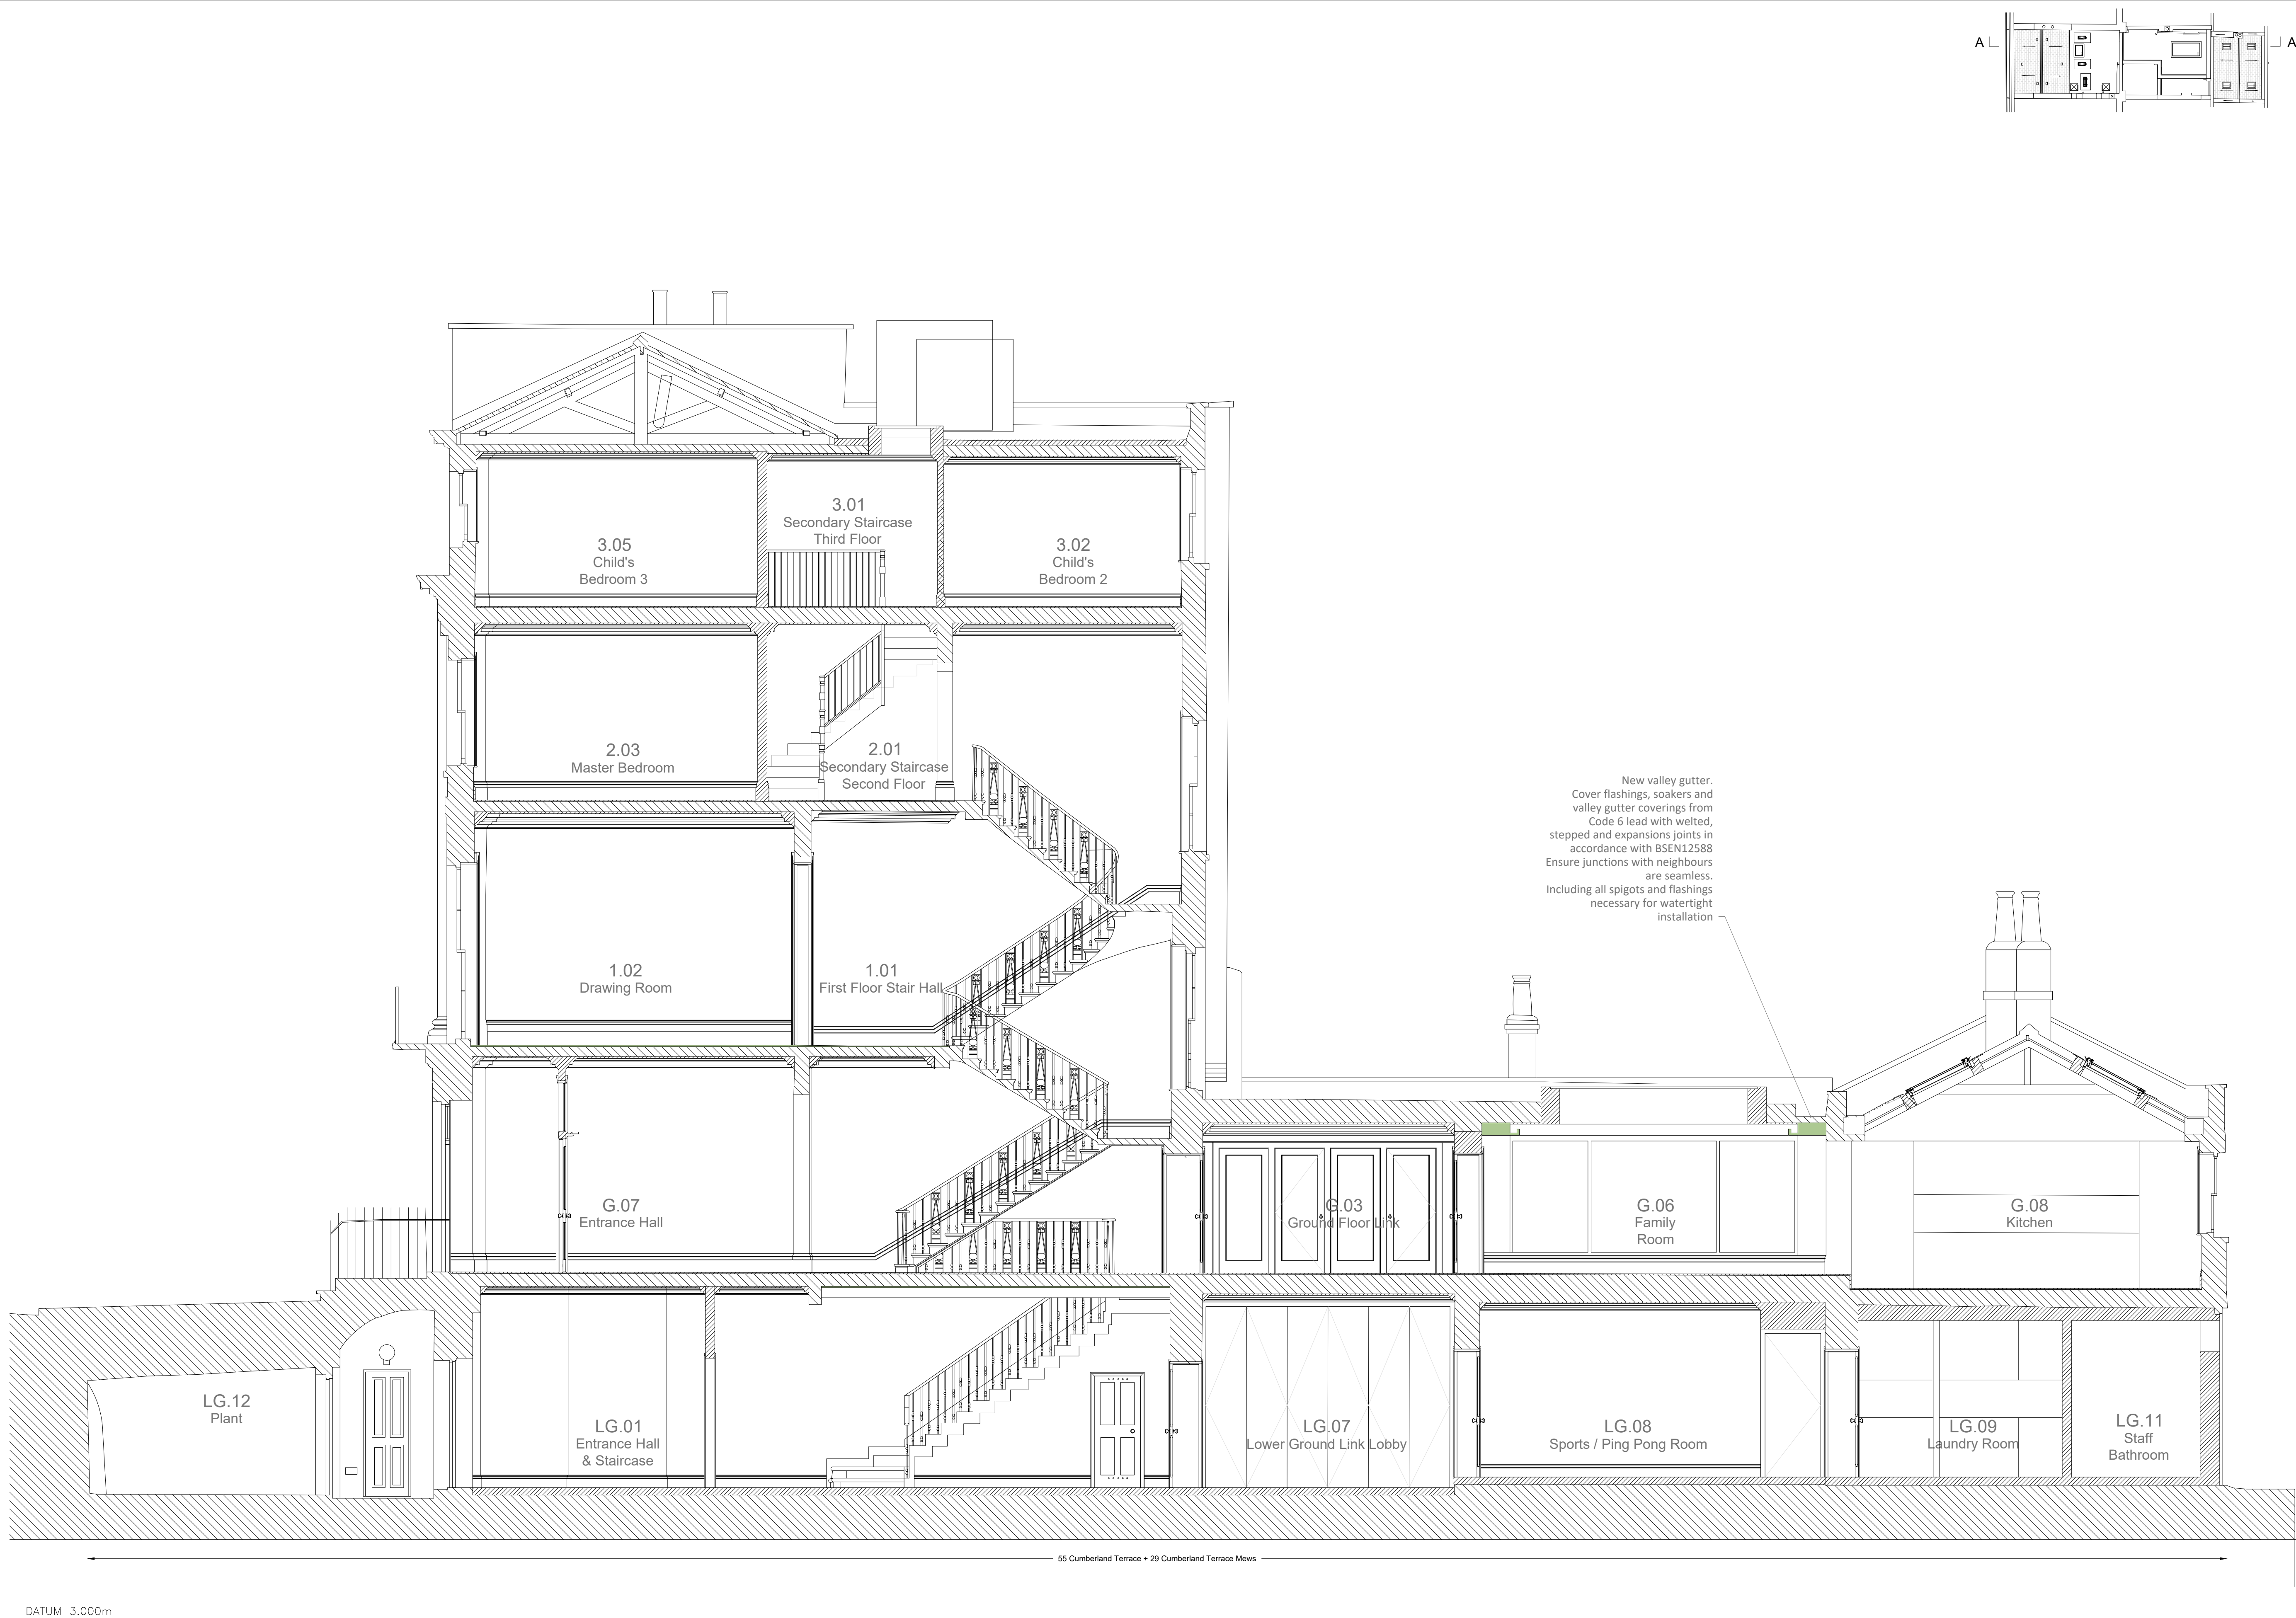 A
A
3.01
Secondary Staircase
Third Floor
3.05
Child's
Bedroom 3
3.02
Child's
Bedroom 2
2.03
Master Bedroom
2.01
Secondary Staircase
Second Floor
New valley gutter.
Cover flashings, soakers and
valley gutter coverings from
Code 6 lead with welted,
stepped and expansions joints in
accordance with BSEN12588
Ensure junctions with neighbours
are seamless.
Including all spigots and flashings
necessary for watertight
installation
1.02
Drawing Room
1.01
First Floor Stair Hall
G.07
Entrance Hall
G.03
Ground Floor Link
G.06
Family
Room
G.08
Kitchen
LG.12
Plant
LG.01
Entrance Hall
& Staircase
LG.07
Lower Ground Link Lobby
LG.08
Sports / Ping Pong Room
LG.09
Laundry Room
LG.11
Staff
Bathroom
55 Cumberland Terrace + 29 Cumberland Terrace Mews
DATUM 3.000m